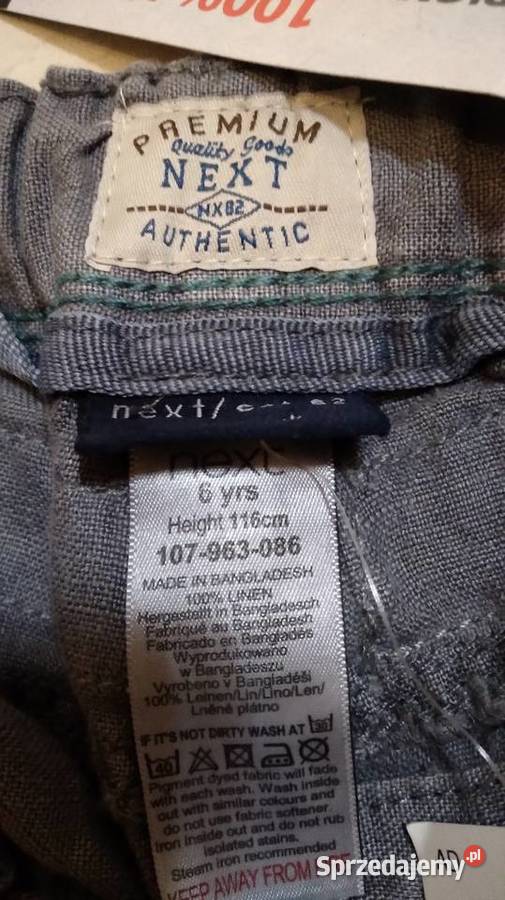 100%
PREMIUM
Quality Goods
NEXT
NX82
AUTHENTIC
next/
next
6 yrs
Height 116cm
107-963-086
MADE IN BANGLADESH
100% LINEN
Hergestellt in Bangladesch
Fabriqué au Bangladesh
Fabricado en Bangladés
Wyprodukowano
w Bangladeszu
Vyrobeno v Bangladéši
100% Leinen/Lin/Lino/Len/
Lněné plátno
IF IT'S NOT DIRTY WASH AT 30
40
Pigment dyed fabric will fade
with each wash. Wash inside
out with similar colours and
do not use fabric softener.
Iron inside out and do not rub
isolated stains.
Steam iron recommended
KEEP AWAY FROM
Sprzedajemy.pl